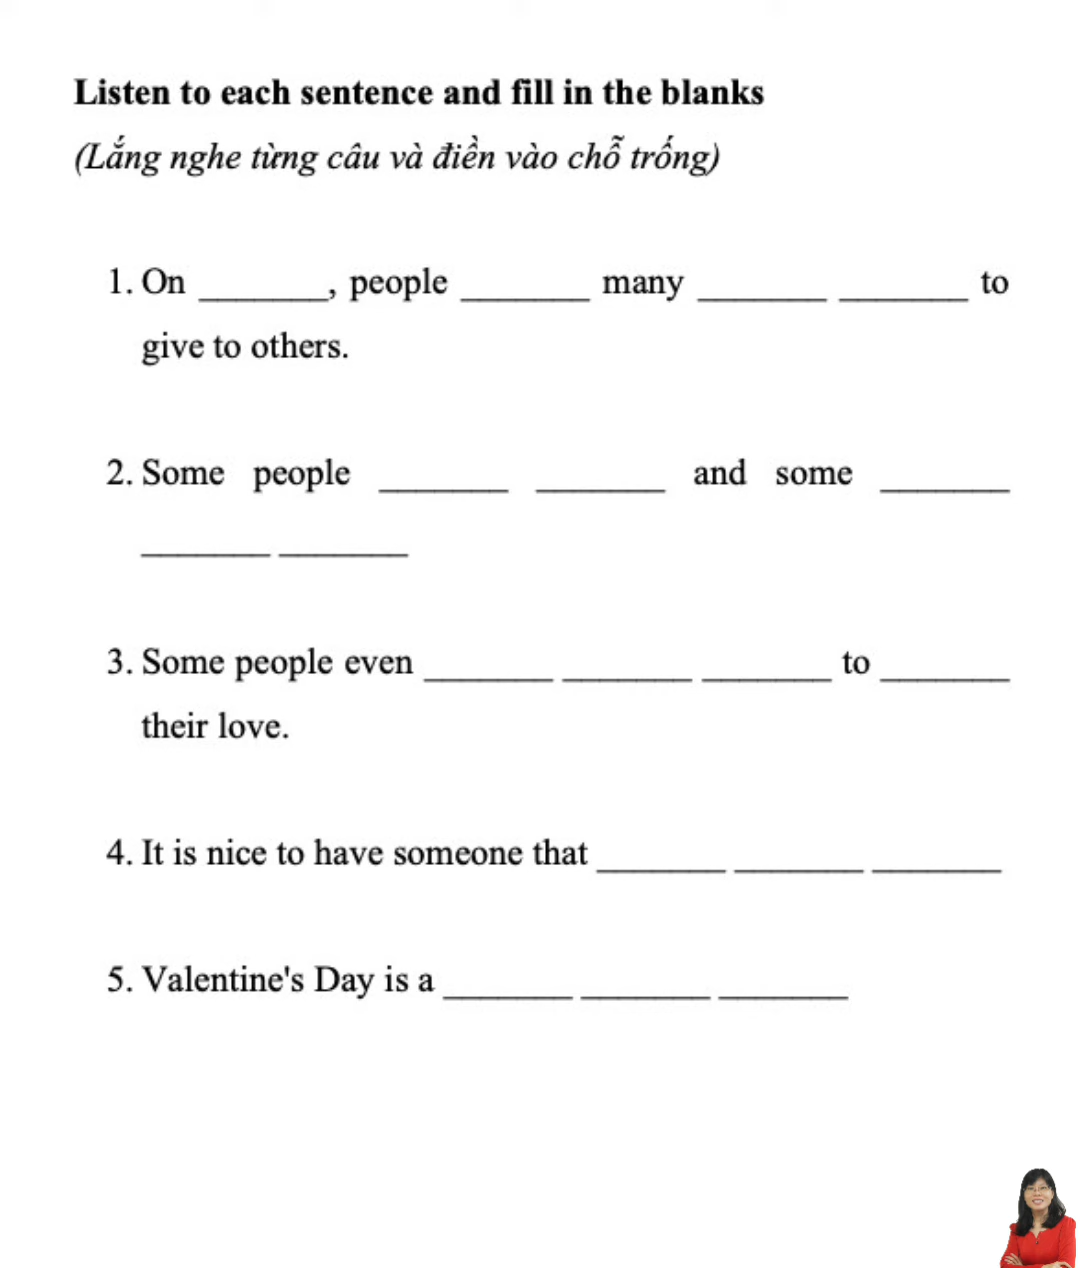 Listen to each sentence and fill in the blanks
(Lắng nghe từng câu và điền vào chỗ trống)
1. On _______, people _______ many _______ _______ to
give to others.
2. Some people _______ _______ and some _______
_______ _______
3. Some people even _______ _______ _______ to _______
their love.
4. It is nice to have someone that _______ _______ _______
5. Valentine's Day is a _______ _______ _______